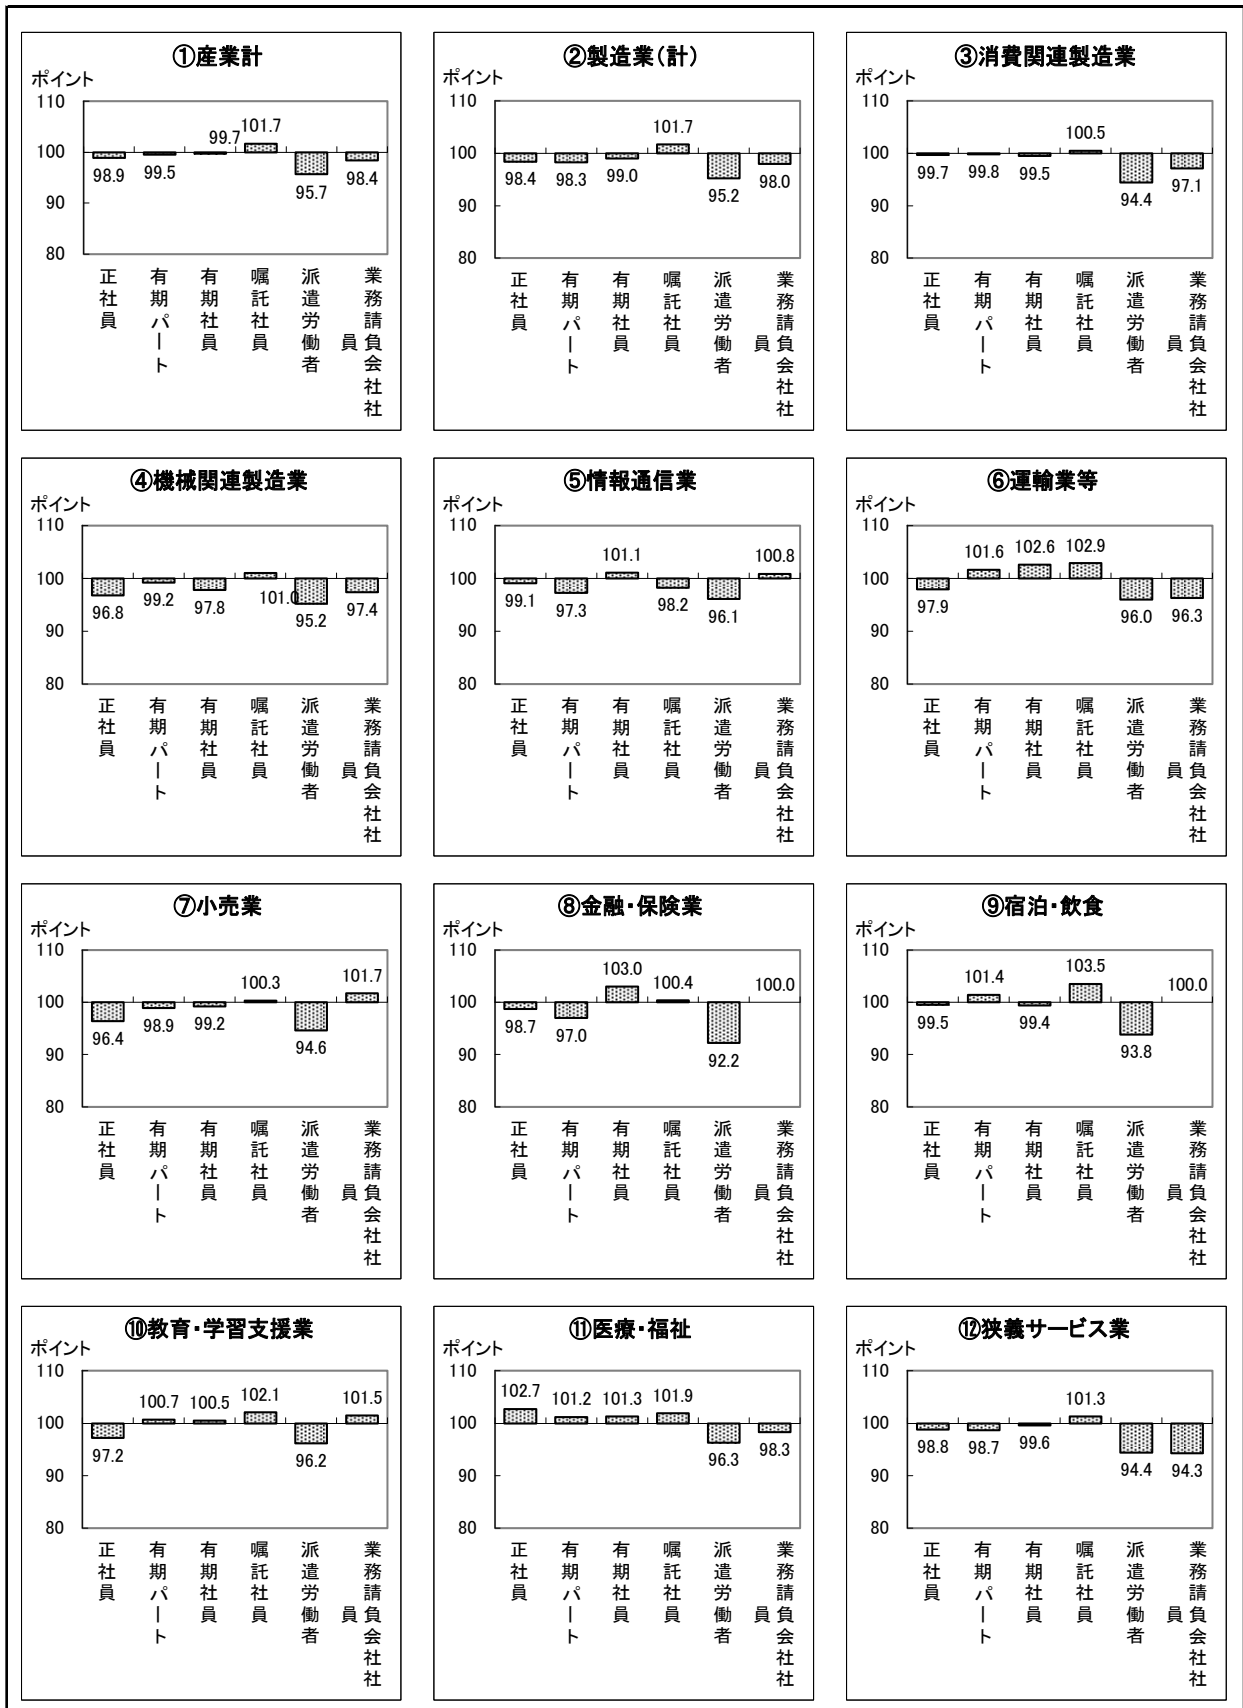 ①産業計
ポイント
110
100
90
80
98.9
99.5
99.7
101.7
95.7
98.4
正社員
有期パート
有期社員
嘱託社員
派遣労働者
業務請負会社社員
②製造業(計)
ポイント
110
100
90
80
98.4
98.3
99.0
101.7
95.2
98.0
正社員
有期パート
有期社員
嘱託社員
派遣労働者
業務請負会社社員
③消費関連製造業
ポイント
110
100
90
80
99.7
99.8
99.5
100.5
94.4
97.1
正社員
有期パート
有期社員
嘱託社員
派遣労働者
業務請負会社社員
④機械関連製造業
ポイント
110
100
90
80
96.8
99.2
97.8
101.0
95.2
97.4
正社員
有期パート
有期社員
嘱託社員
派遣労働者
業務請負会社社員
⑤情報通信業
ポイント
110
100
90
80
99.1
97.3
101.1
98.2
96.1
100.8
正社員
有期パート
有期社員
嘱託社員
派遣労働者
業務請負会社社員
⑥運輸業等
ポイント
110
100
90
80
97.9
101.6
102.6
102.9
96.0
96.3
正社員
有期パート
有期社員
嘱託社員
派遣労働者
業務請負会社社員
⑦小売業
ポイント
110
100
90
80
96.4
98.9
99.2
100.3
94.6
101.7
正社員
有期パート
有期社員
嘱託社員
派遣労働者
業務請負会社社員
⑧金融・保険業
ポイント
110
100
90
80
98.7
97.0
103.0
100.4
92.2
100.0
正社員
有期パート
有期社員
嘱託社員
派遣労働者
業務請負会社社員
⑨宿泊・飲食
ポイント
110
100
90
80
99.5
101.4
99.4
103.5
93.8
100.0
正社員
有期パート
有期社員
嘱託社員
派遣労働者
業務請負会社社員
⑩教育・学習支援業
ポイント
110
100
90
80
97.2
100.7
100.5
102.1
96.2
101.5
正社員
有期パート
有期社員
嘱託社員
派遣労働者
業務請負会社社員
⑪医療・福祉
ポイント
110
100
90
80
102.7
101.2
101.3
101.9
96.3
98.3
正社員
有期パート
有期社員
嘱託社員
派遣労働者
業務請負会社社員
⑫狭義サービス業
ポイント
110
100
90
80
98.8
98.7
99.6
101.3
94.4
94.3
正社員
有期パート
有期社員
嘱託社員
派遣労働者
業務請負会社社員